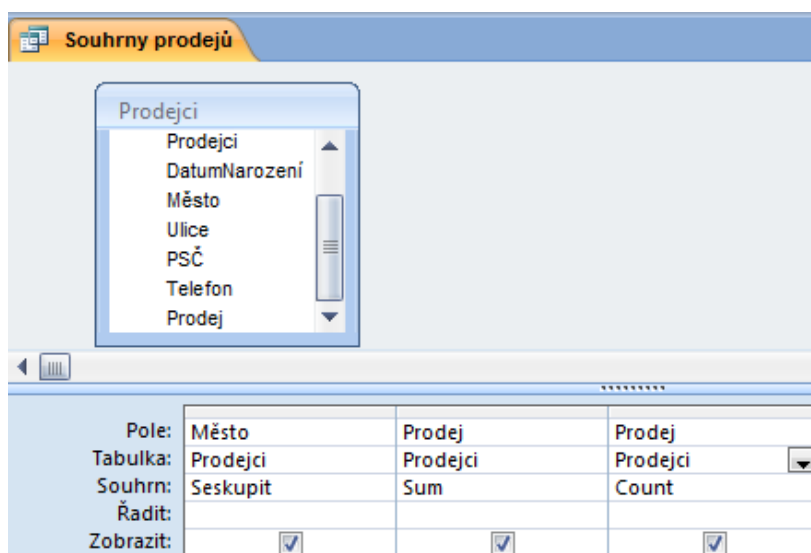 Souhrny prodejů
Prodejci
Prodejci
DatumNarození
Město
Ulice
PSČ
Telefon
Prodej
Pole: Město Prodej Prodej
Tabulka: Prodejci Prodejci Prodejci
Souhrn: Seskupit Sum Count
Řadit:
Zobrazit: